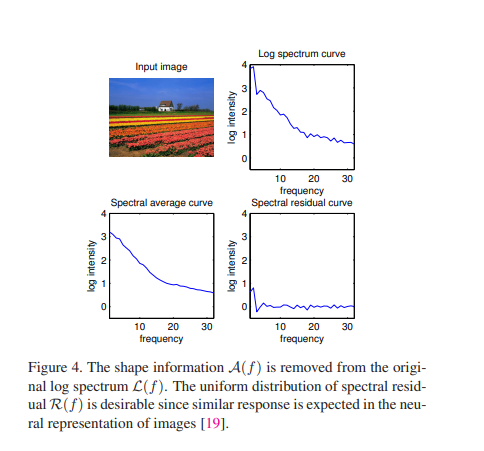 Input image
Log spectrum curve
4
3
2
1
0
log intensity
10 20 30
frequency
Spectral average curve
4
3
2
1
0
log intensity
10 20 30
frequency
Spectral residual curve
4
3
2
1
0
log intensity
10 20 30
frequency
Figure 4. The shape information A(f) is removed from the origi-
nal log spectrum L(f). The uniform distribution of spectral resid-
ual R(f) is desirable since similar response is expected in the neu-
ral representation of images [19].